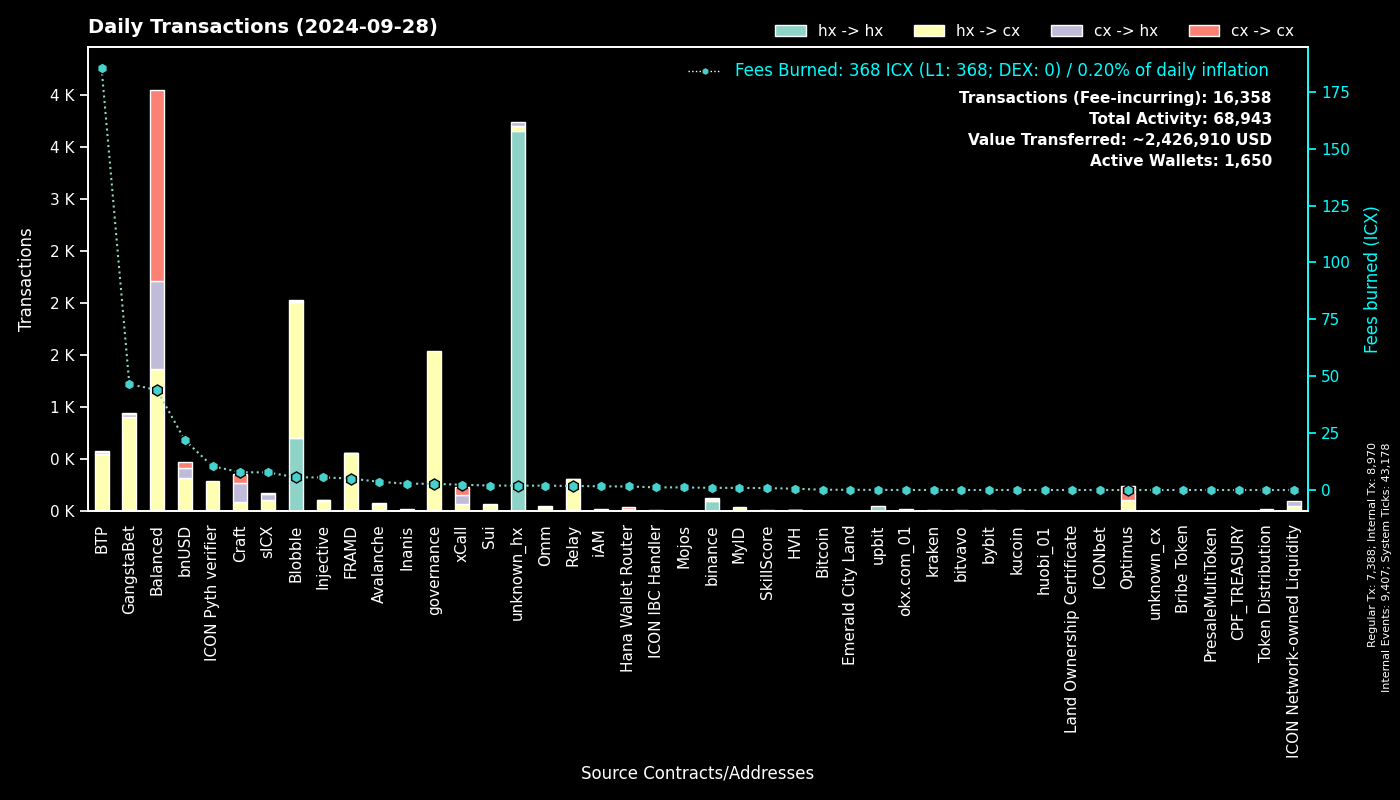 Daily Transactions (2024-09-28)
hx -> hx
hx -> cx
cx -> hx
cx -> cx
Fees Burned: 368 ICX (L1: 368; DEX: 0) / 0.20% of daily inflation
Transactions (Fee-incurring): 16,358
Total Activity: 68,943
Value Transferred: ~2,426,910 USD
Active Wallets: 1,650
Transactions
4 K
4 K
3 K
2 K
2 K
2 K
1 K
0 K
0 K
175
150
125
100
75
50
25
0
Fees burned (ICX)
BTP
GangstaBet
Balanced
bnUSD
ICON Pyth verifier
Craft
sICX
Blobble
Injective
FRAMD
Avalanche
Inanis
governance
xCall
Sui
unknown_hx
Omm
Relay
iAM
Hana Wallet Router
ICON IBC Handler
Mojos
binance
MyID
SkillScore
HVH
Bitcoin
Emerald City Land
upbit
okx.com_01
kraken
bitvavo
bybit
kucoin
huobi_01
Land Ownership Certificate
ICONbet
Optimus
unknown_cx
Bribe Token
PresaleMultiToken
CPF_TREASURY
Token Distribution
ICON Network-owned Liquidity
Source Contracts/Addresses
Regular Tx: 7,388; Internal Tx: 8,970
Internal Events: 9,407; System Ticks: 43,178